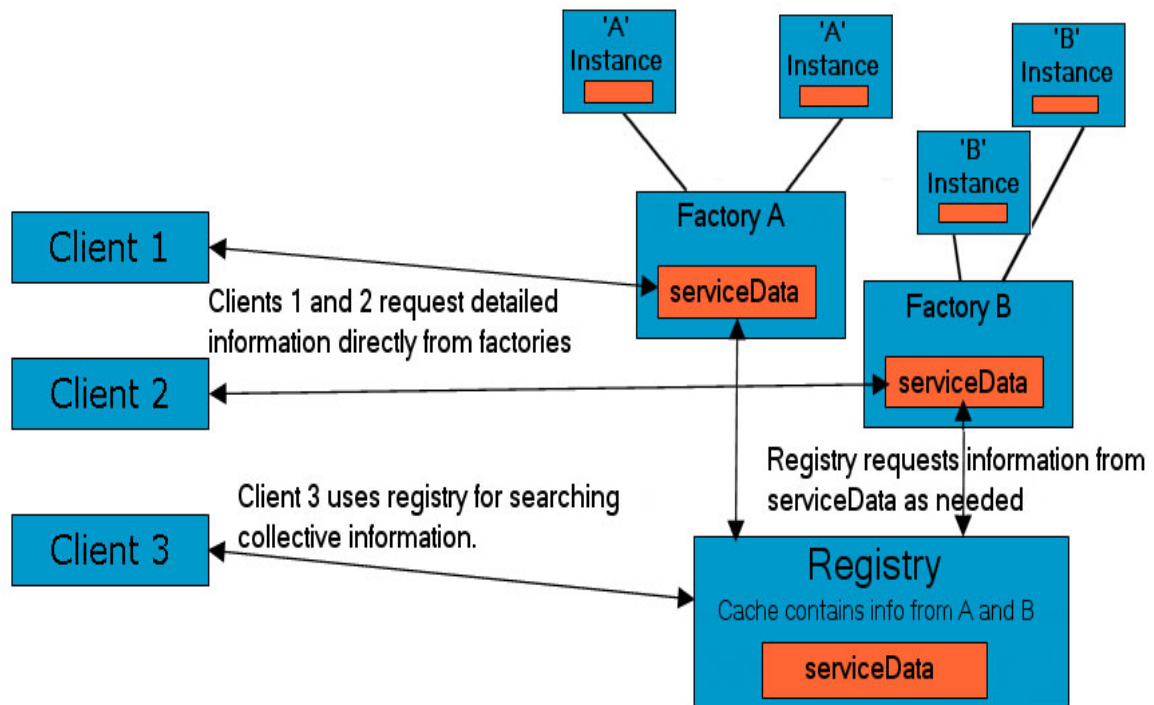 'A'
Instance
'A'
Instance
'B'
Instance
'B'
Instance
Factory A
serviceData
Client 1
Clients 1 and 2 request detailed
information directly from factories
Factory B
serviceData
Client 2
Registry requests information from
serviceData as needed
Client 3 uses registry for searching
collective information.
Client 3
Registry
Cache contains info from A and B
serviceData